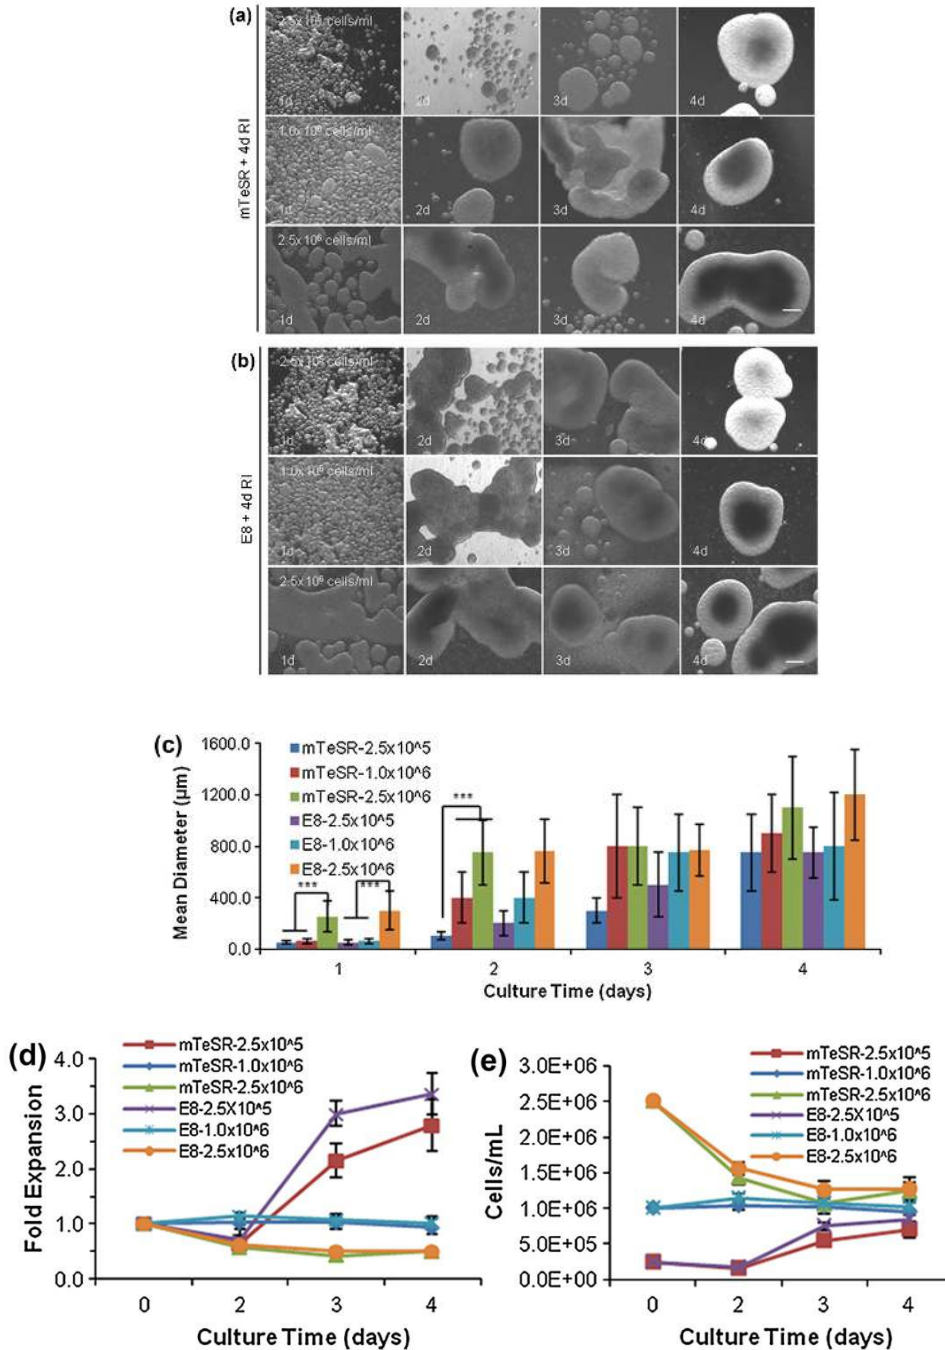 (a)
mTeSR + 4d RI
2.5x10⁵ cells/ml
1d
2d
3d
4d
1.0x10⁶ cells/ml
1d
2d
3d
4d
2.5x10⁶ cells/ml
1d
2d
3d
4d
(b)
E8 + 4d RI
2.5x10⁵ cells/ml
1d
2d
3d
4d
1.0x10⁶ cells/ml
1d
2d
3d
4d
2.5x10⁶ cells/ml
1d
2d
3d
4d
(c)
Mean Diameter (µm)
1600.0
1200.0
800.0
400.0
0.0
mTeSR-2.5x10^5
mTeSR-1.0x10^6
mTeSR-2.5x10^6
E8-2.5x10^5
E8-1.0x10^6
E8-2.5x10^6
***
***
***
1 2 3 4
Culture Time (days)
(d)
Fold Expansion
4.0
3.0
2.0
1.0
0.0
mTeSR-2.5x10^5
mTeSR-1.0x10^6
mTeSR-2.5x10^6
E8-2.5X10^5
E8-1.0x10^6
E8-2.5x10^6
0 2 3 4
Culture Time (days)
(e)
Cells/mL
3.0E+06
2.5E+06
2.0E+06
1.5E+06
1.0E+06
5.0E+05
0.0E+00
mTeSR-2.5x10^5
mTeSR-1.0x10^6
mTeSR-2.5x10^6
E8-2.5X10^5
E8-1.0x10^6
E8-2.5x10^6
0 2 3 4
Culture Time (days)